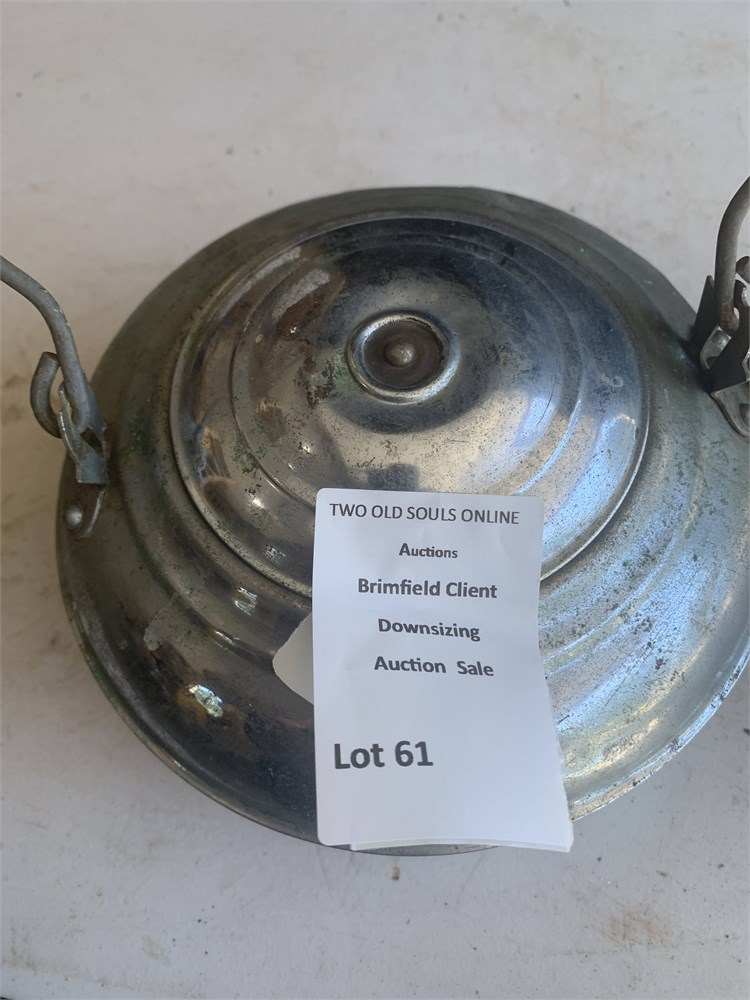 TWO OLD SOULS ONLINE
Auctions
Brimfield Client
Downsizing
Auction Sale
Lot 61